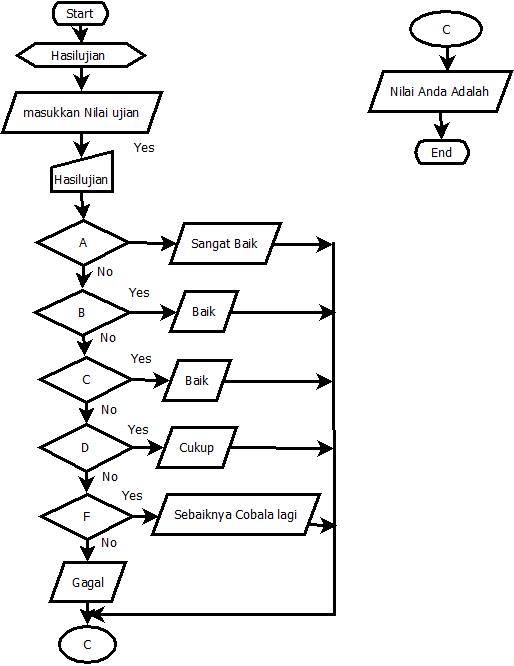 Start
Hasilujian
masukkan Nilai ujian
Yes
Hasilujian
A
Sangat Baik
No
Yes
B
Baik
No
Yes
C
Baik
No
Yes
D
Cukup
No
Yes
F
Sebaiknya Cobala lagi
No
Gagal
C
C
Nilai Anda Adalah
End